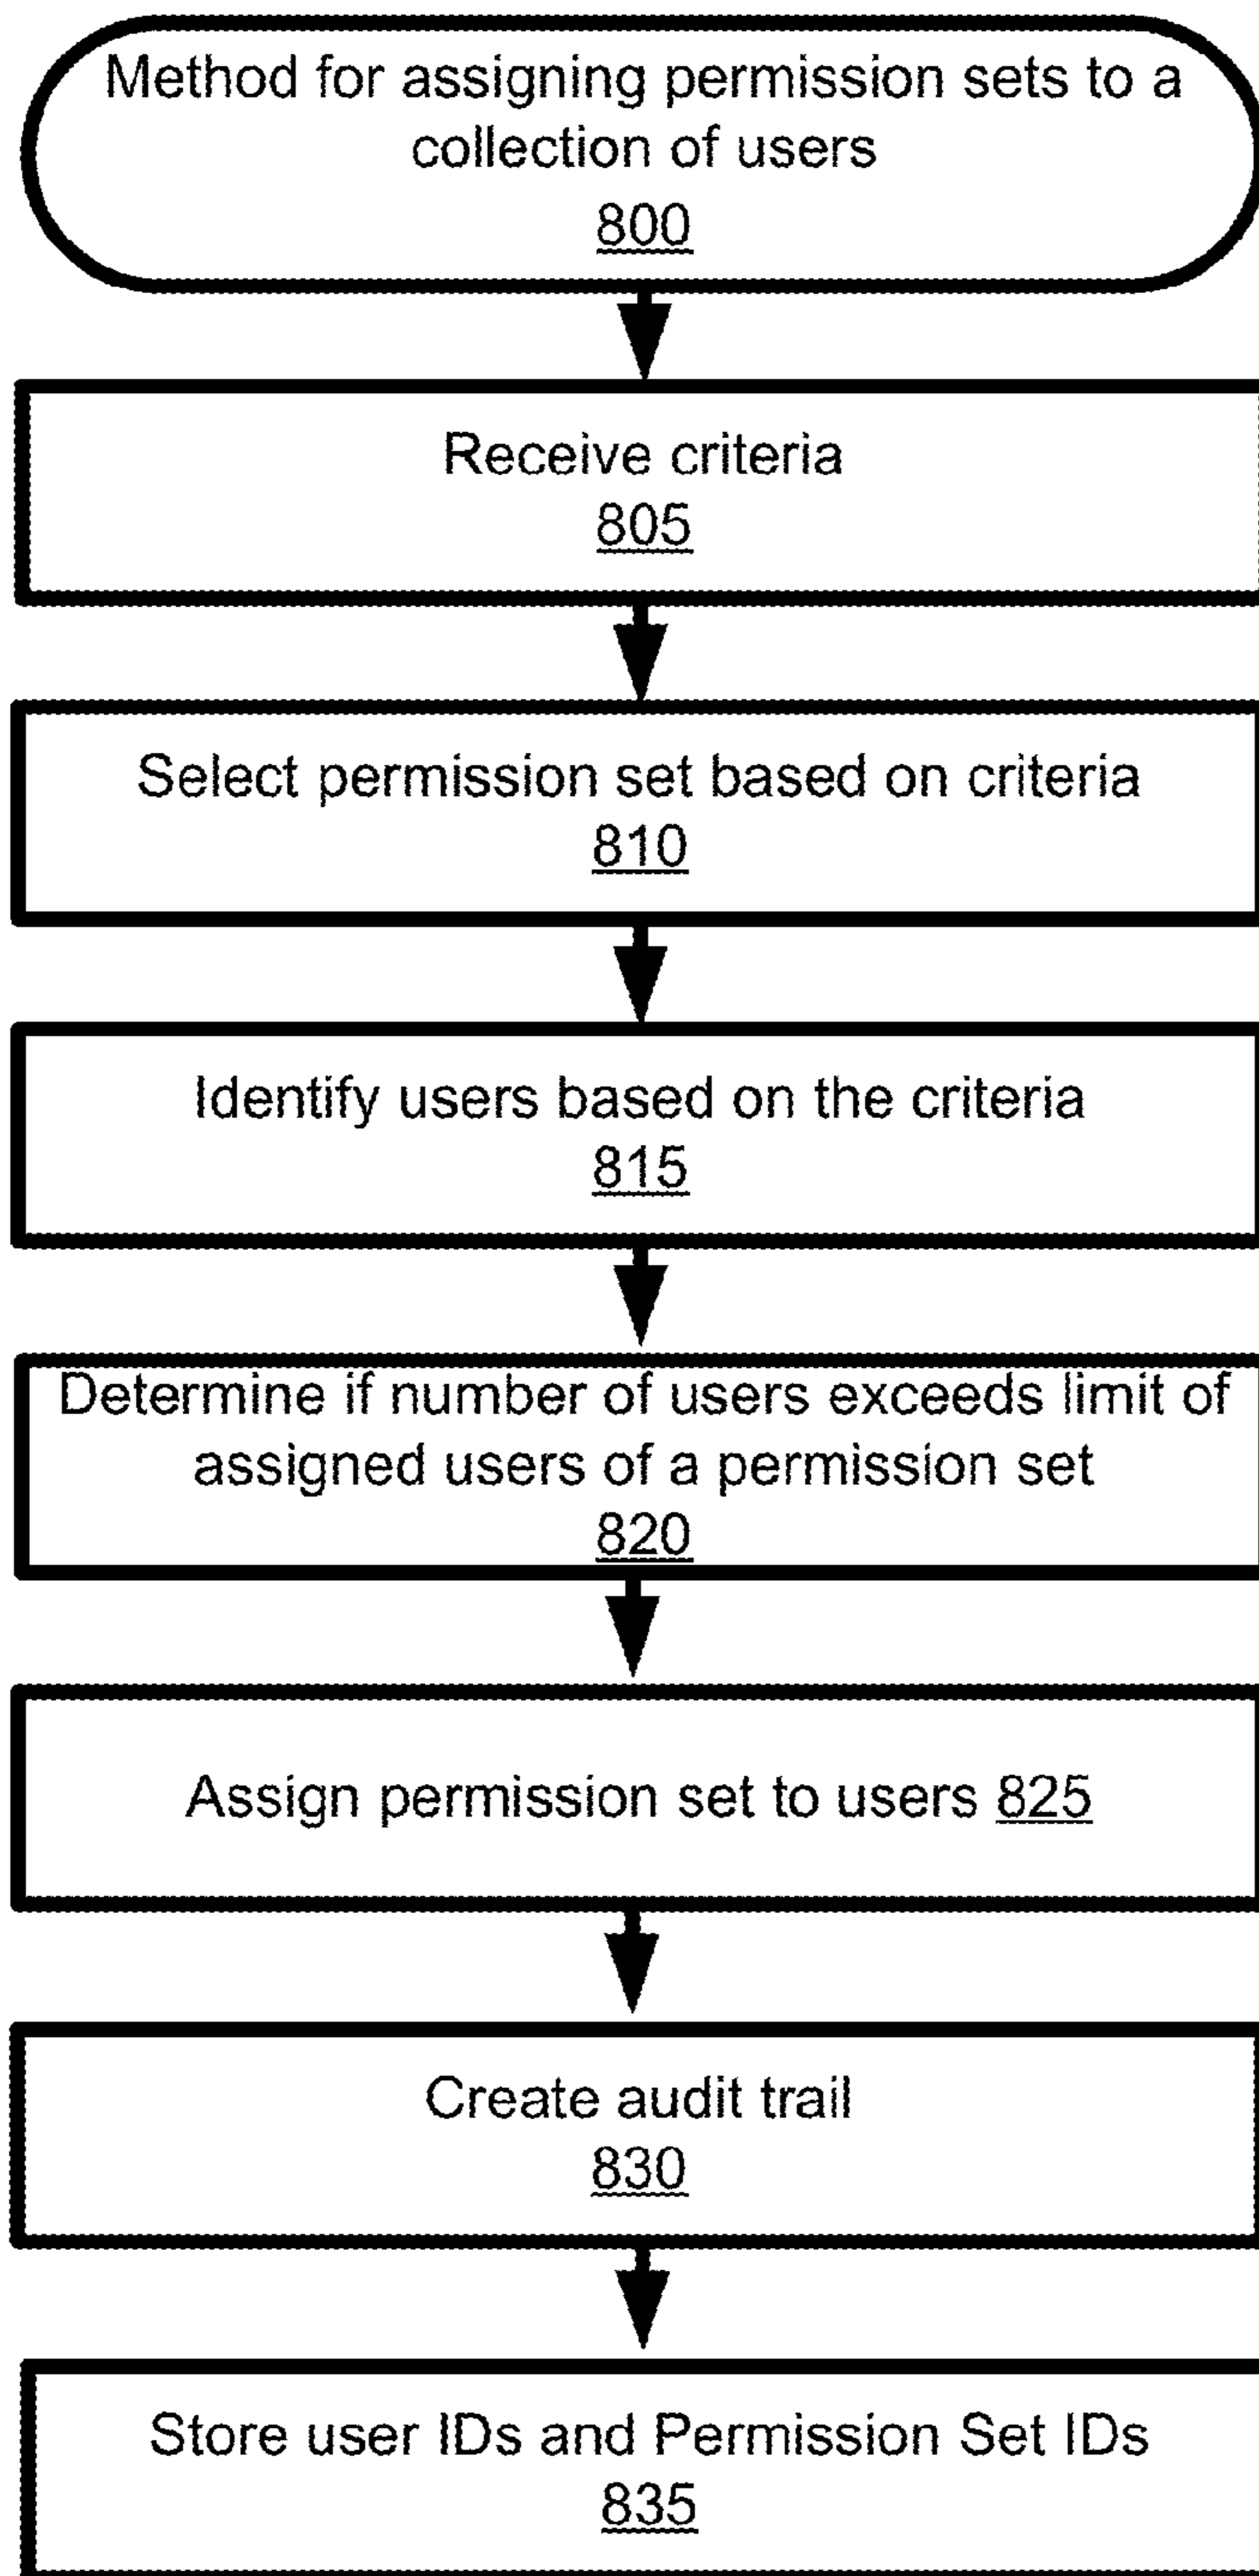 Method for assigning permission sets to a
collection of users
800
Receive criteria
805
Select permission set based on criteria
810
Identify users based on the criteria
815
Determine if number of users exceeds limit of
assigned users of a permission set
820
Assign permission set to users 825
Create audit trail
830
Store user IDs and Permission Set IDs
835